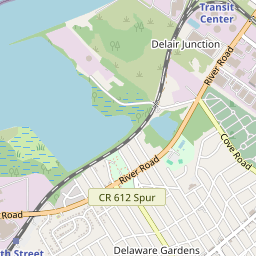 Transit
Center
Delair Junction
River Road
Cove Road
River Road
CR 612 Spur
Road
th Street
Delaware Gardens